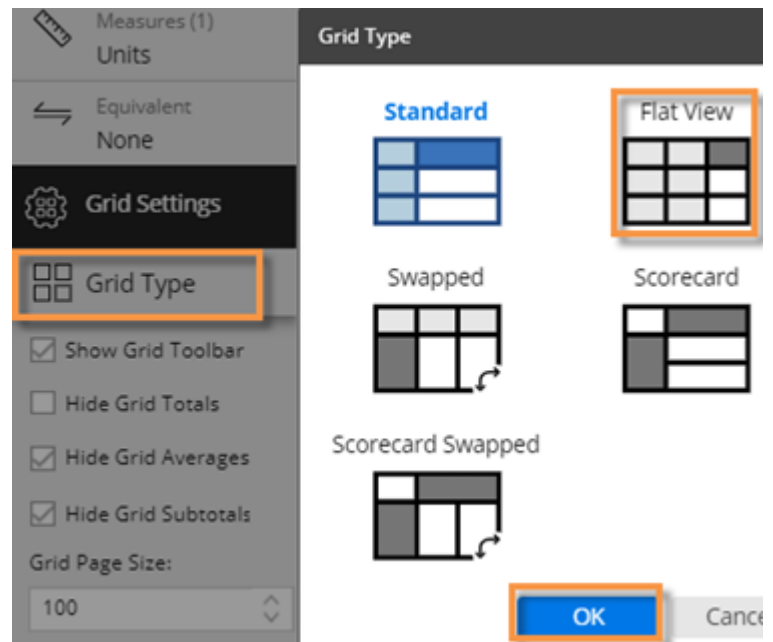 Measures (1)
Units
Equivalent
None
Grid Settings
Grid Type
Show Grid Toolbar
Hide Grid Totals
Hide Grid Averages
Hide Grid Subtotals
Grid Page Size:
100
Grid Type
Standard
Flat View
Swapped
Scorecard
Scorecard Swapped
OK
Cance